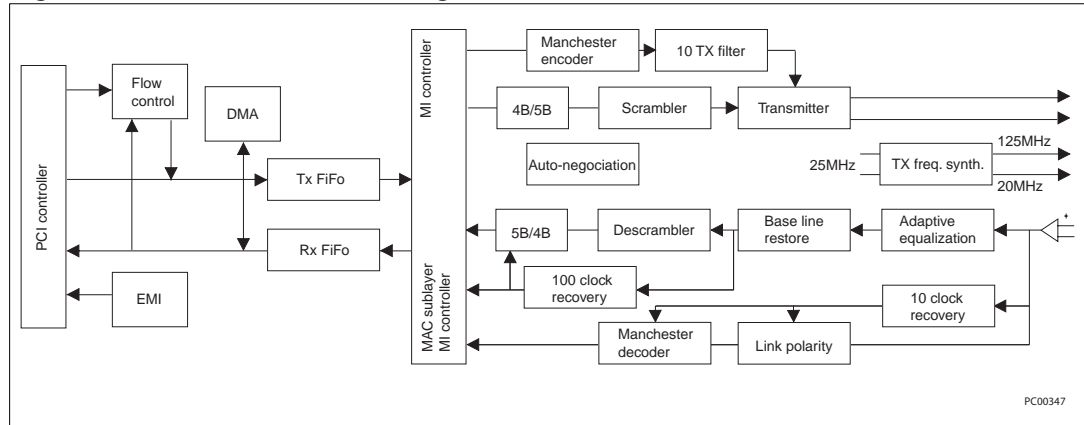 MI controller
Manchester
encoder
10 TX filter
PCI controller
Flow
control
DMA
4B/5B
Scrambler
Transmitter
Auto-negociation
25MHz
TX freq. synth.
125MHz
20MHz
Tx FiFo
Rx FiFo
MAC sublayer
MI controller
5B/4B
Descrambler
Base line
restore
Adaptive
equalization
+
EMI
100 clock
recovery
10 clock
recovery
Manchester
decoder
Link polarity
PC00347